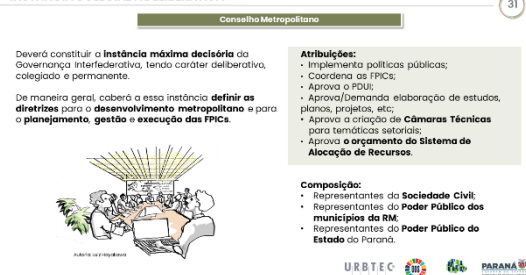 31
Conselho Metropolitano
Deverá constituir a instância máxima decisória da
Governança Interfederativa, tendo caráter deliberativo,
colegiado e permanente.
De maneira geral, caberá a essa instância definir as
diretrizes para o desenvolvimento metropolitano e para
o planejamento, gestão e execução das FPICs.
Atribuições:
• Implementa políticas públicas;
• Coordena as FPICs;
• Aprova o PDUI;
• Aprova/Demanda elaboração de estudos,
planos, projetos, etc;
• Aprova a criação de Câmaras Técnicas
para temáticas setoriais;
• Aprova o orçamento do Sistema de
Alocação de Recursos.
Composição:
• Representantes da Sociedade Civil;
• Representantes do Poder Público dos
municípios da RM;
• Representantes do Poder Público do
Estado do Paraná.
URBTEC
PARANÁ